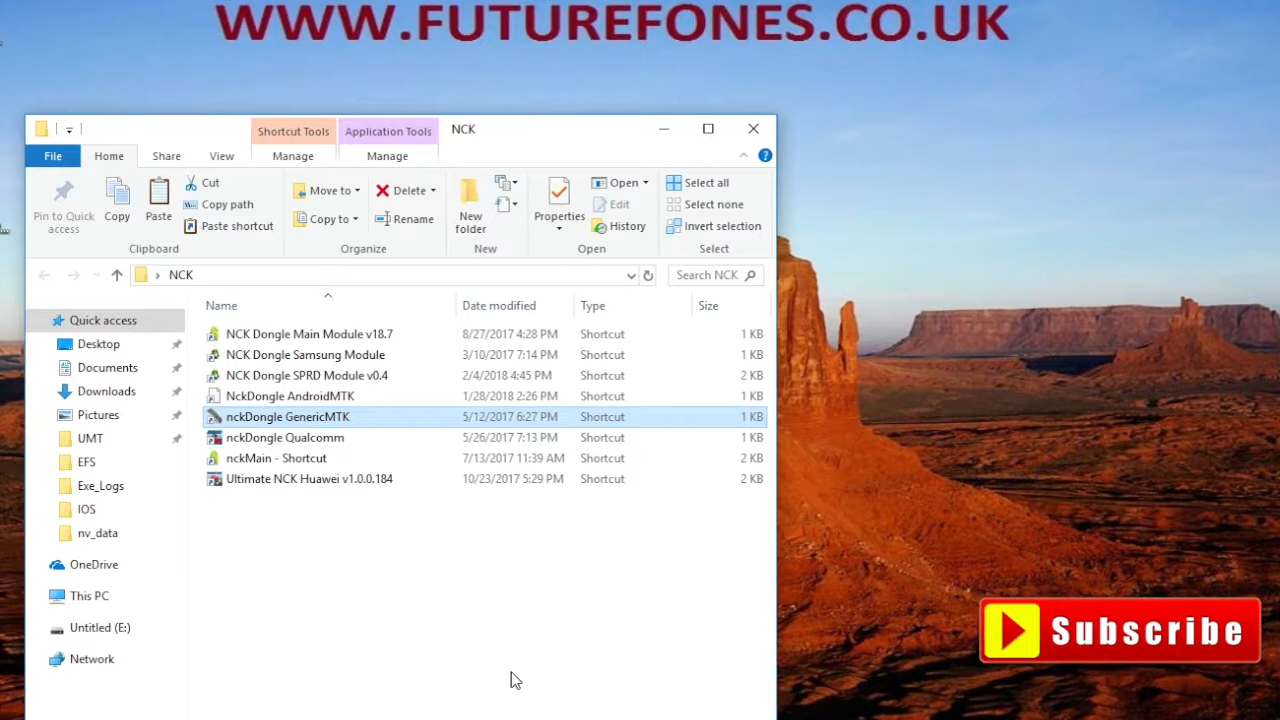 WWW.FUTUREFONES.CO.UK
Shortcut Tools
Application Tools
NCK
File
Home
Share
View
Manage
Manage
Pin to Quick access
Copy
Paste
Cut
Copy path
Paste shortcut
Clipboard
Move to
Copy to
Delete
Rename
Organize
New folder
New
Properties
Open
Edit
History
Open
Select all
Select none
Invert selection
Select
NCK
Search NCK
Name
Date modified
Type
Size
Quick access
Desktop
Documents
Downloads
Pictures
UMT
EFS
Exe_Logs
IOS
nv_data
OneDrive
This PC
Untitled (E:)
Network
NCK Dongle Main Module v18.7 8/27/2017 4:28 PM Shortcut 1 KB
NCK Dongle Samsung Module 3/10/2017 7:14 PM Shortcut 1 KB
NCK Dongle SPRD Module v0.4 2/4/2018 4:45 PM Shortcut 2 KB
NckDongle AndroidMTK 1/28/2018 2:26 PM Shortcut 1 KB
nckDongle GenericMTK 5/12/2017 6:27 PM Shortcut 1 KB
nckDongle Qualcomm 5/26/2017 7:13 PM Shortcut 1 KB
nckMain - Shortcut 7/13/2017 11:39 AM Shortcut 2 KB
Ultimate NCK Huawei v1.0.0.184 10/23/2017 5:29 PM Shortcut 2 KB
Subscribe